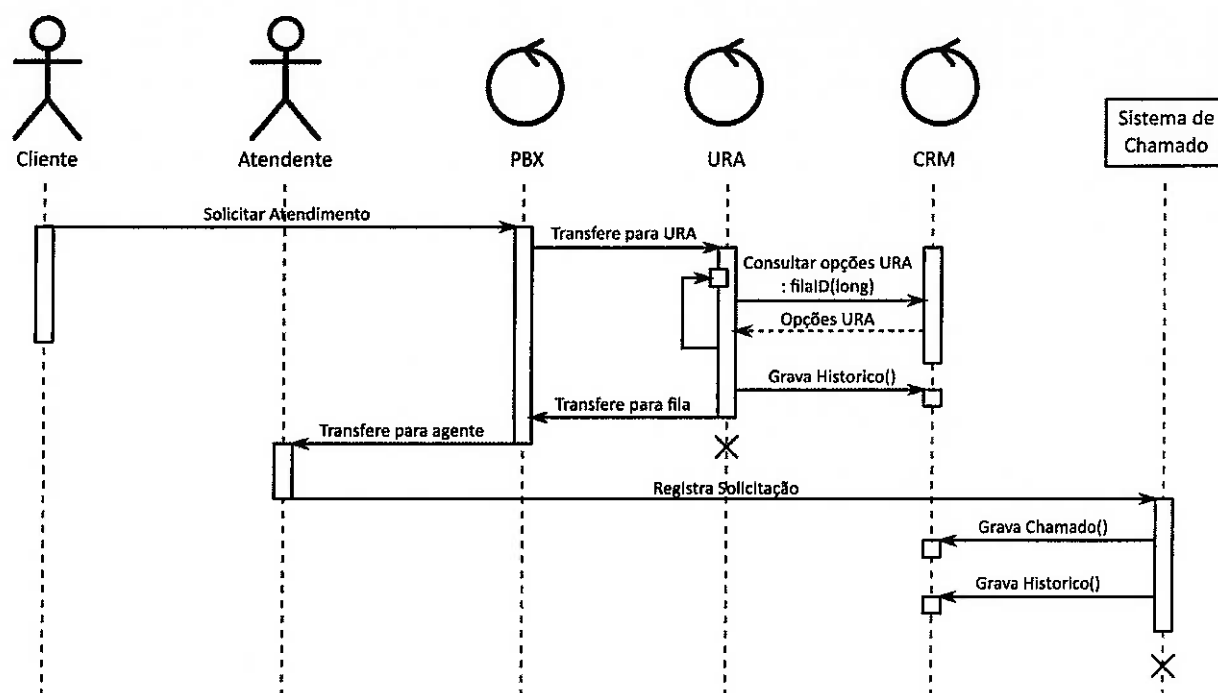 Cliente
Atendente
PBX
URA
CRM
Sistema de
Chamado
Solicitar Atendimento
Transfere para URA
Consultar opções URA
: filaID(long)
Opções URA
Grava Historico()
Transfere para fila
Transfere para agente
Registra Solicitação
Grava Chamado()
Grava Historico()